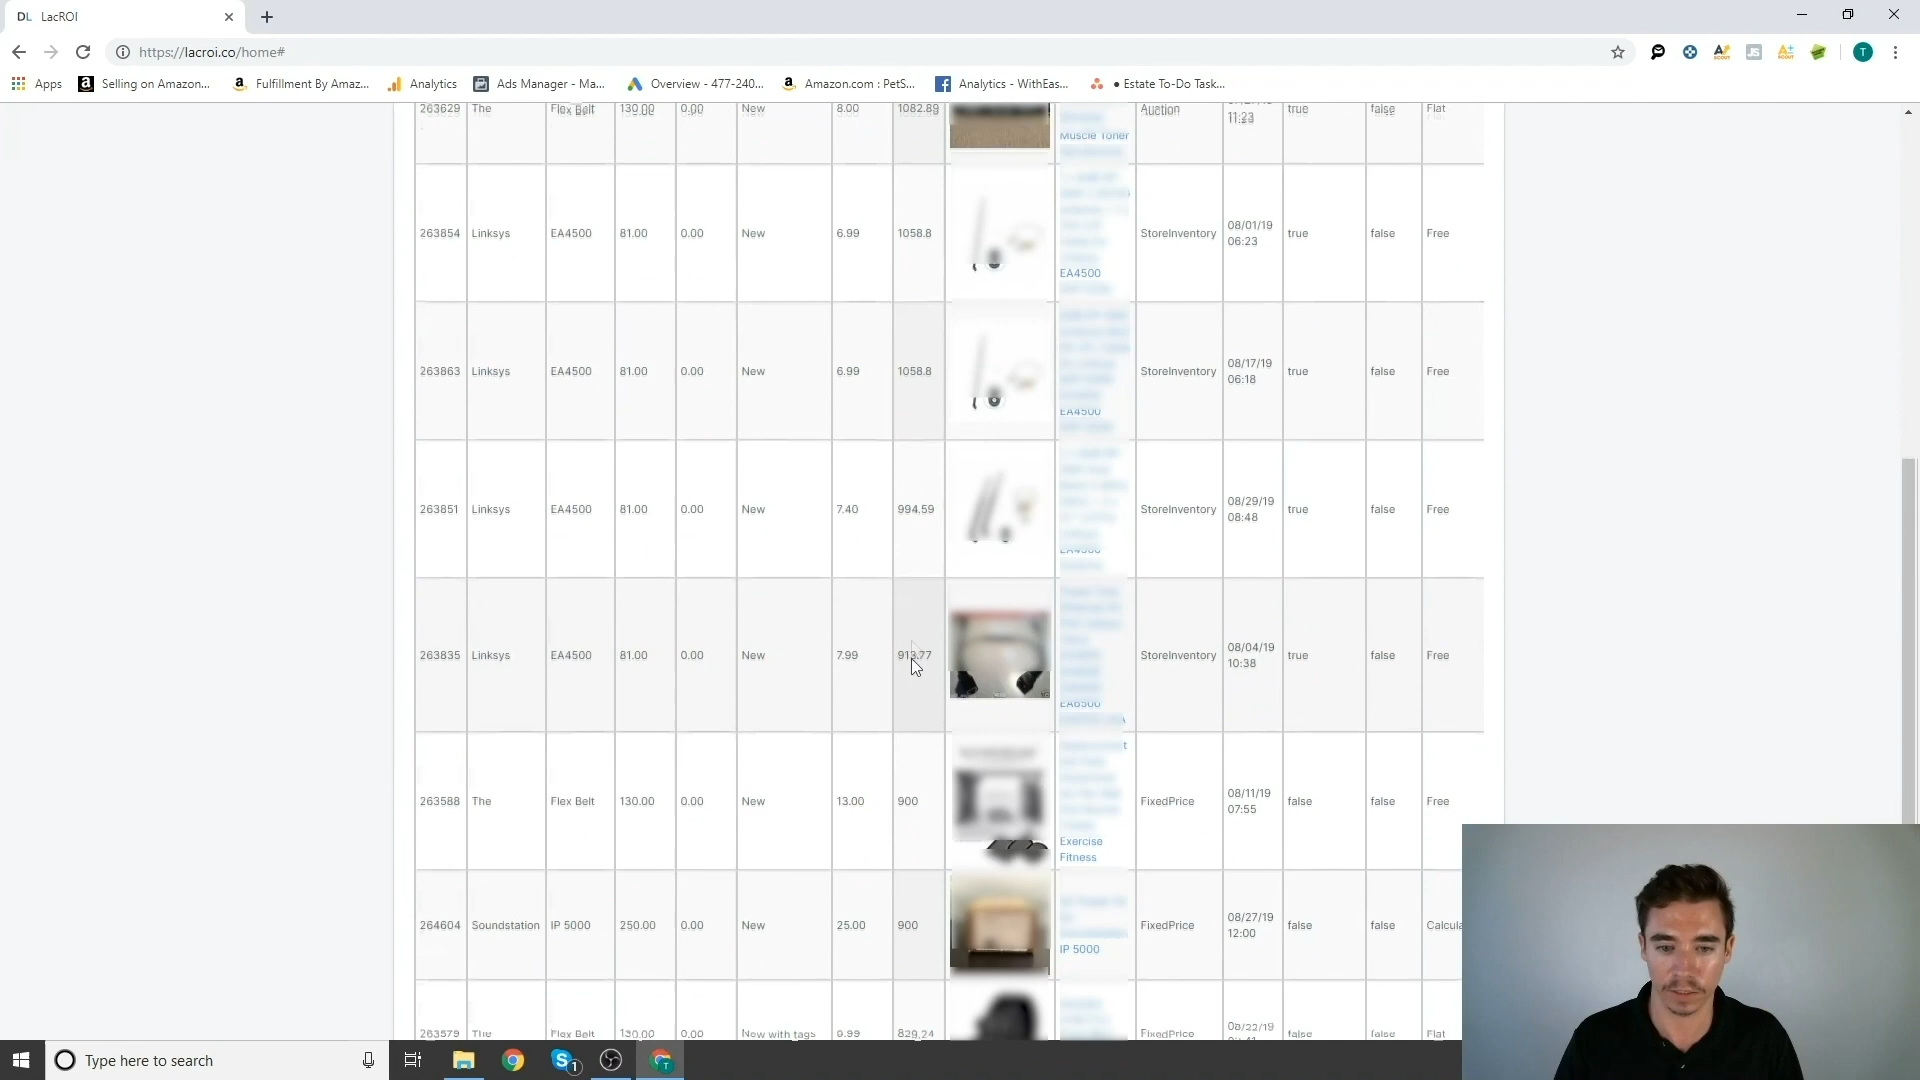 DL LacROI
https://lacroi.co/home#
Apps Selling on Amazon... Fulfillment By Amaz... Analytics Ads Manager - Ma... Overview - 477-240... Amazon.com : PetS... Analytics - WithEas... • Estate To-Do Task...
263629 The Flex Belt 130.00 0.00 New 8.00 1082.89 Muscle Toner Auction 11:23 true false Flat
263854 Linksys EA4500 81.00 0.00 New 6.99 1058.8 EA4500 StoreInventory 08/01/19 06:23 true false Free
263863 Linksys EA4500 81.00 0.00 New 6.99 1058.8 EA4500 StoreInventory 08/17/19 06:18 true false Free
263851 Linksys EA4500 81.00 0.00 New 7.40 994.59 EA4500 StoreInventory 08/29/19 08:48 true false Free
263835 Linksys EA4500 81.00 0.00 New 7.99 913.77 EA6500 StoreInventory 08/04/19 10:38 true false Free
263588 The Flex Belt 130.00 0.00 New 13.00 900 Exercise Fitness FixedPrice 08/11/19 07:55 false false Free
264604 Soundstation IP 5000 250.00 0.00 New 25.00 900 IP 5000 FixedPrice 08/27/19 12:00 false false Calcula
263579 The Flex Belt 130.00 0.00 New with tags 9.99 829.24 FixedPrice 08/22/19 false false Flat
Type here to search